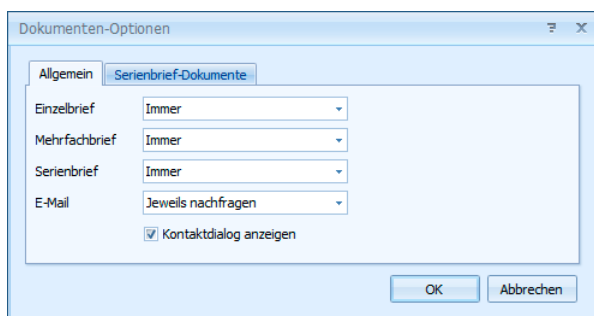 Dokumenten-Optionen
Allgemein Serienbrief-Dokumente
Einzelbrief Immer
Mehrfachbrief Immer
Serienbrief Immer
E-Mail Jeweils nachfragen
Kontaktdialog anzeigen
OK Abbrechen